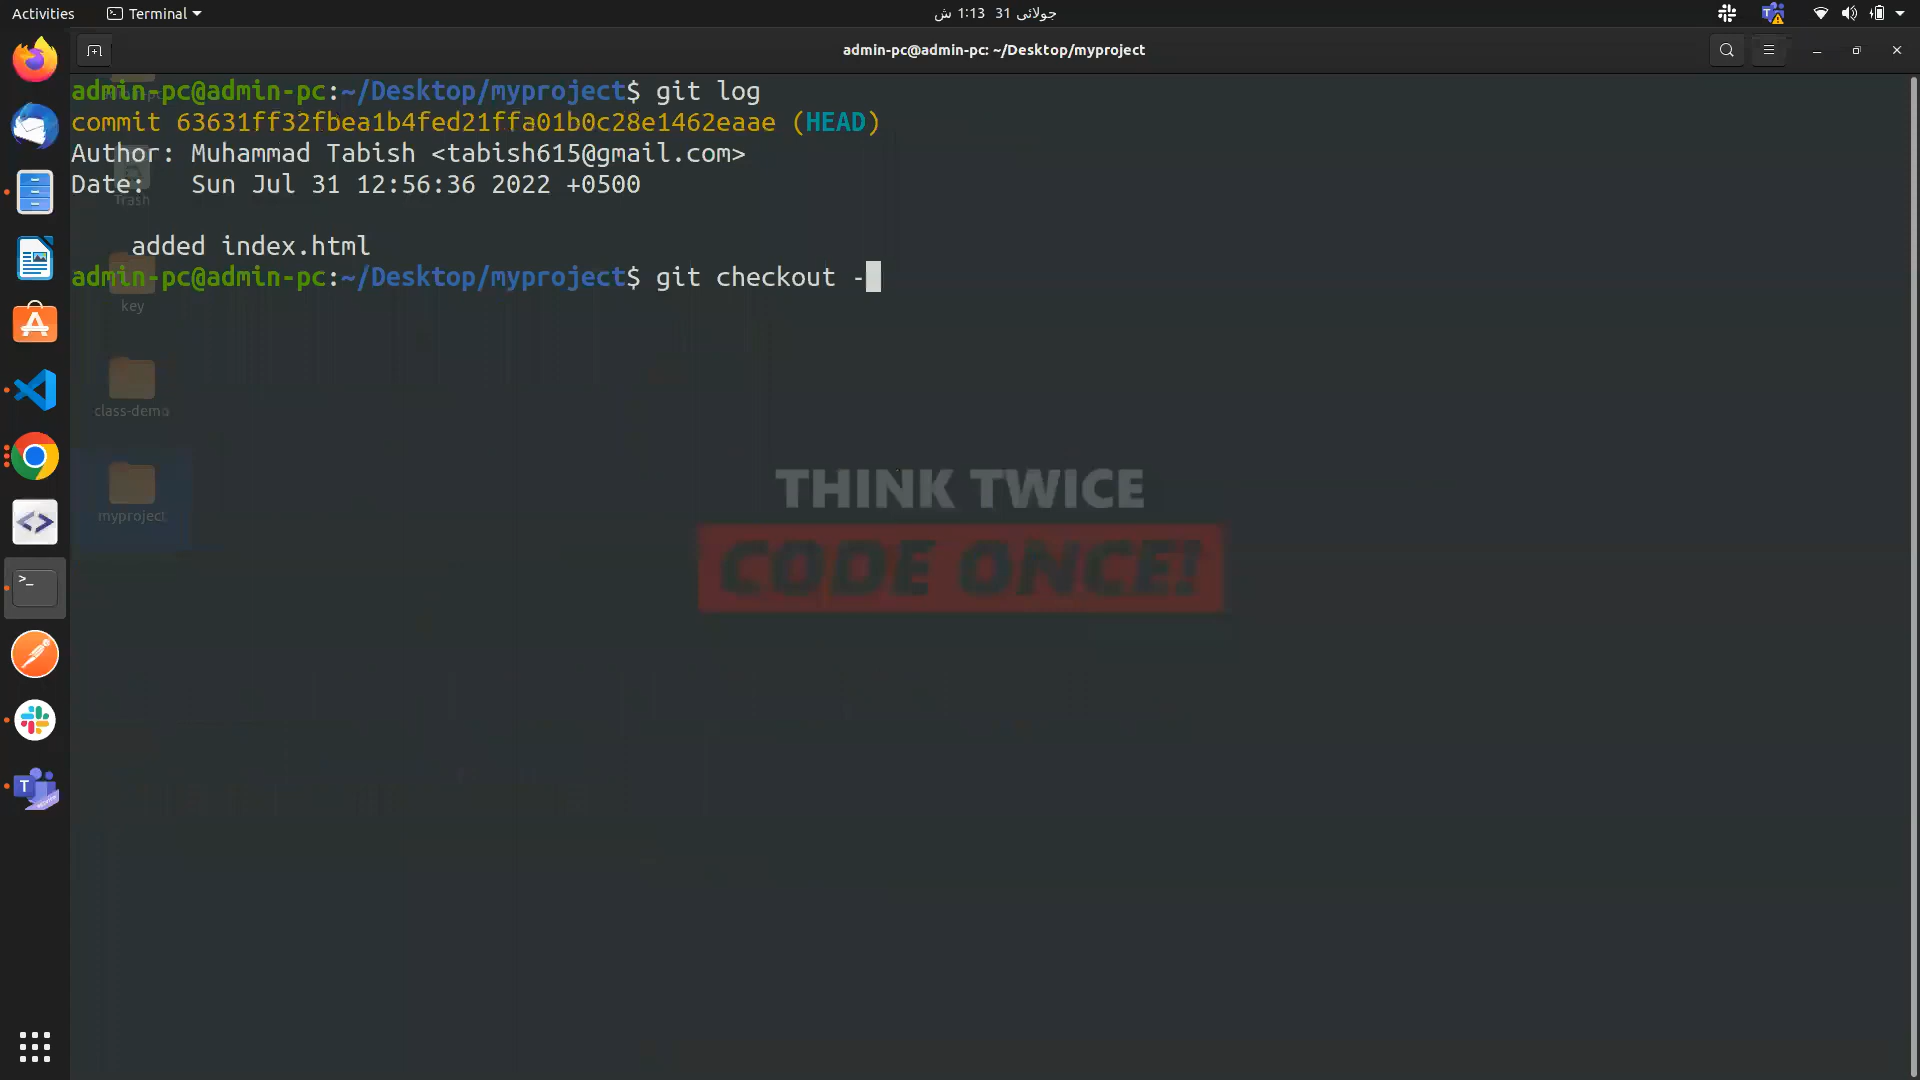 Activities
Terminal
جولائی 31 1:13 ش
admin-pc@admin-pc: ~/Desktop/myproject
admin-pc@admin-pc:~/Desktop/myproject$ git log
commit 63631ff32fbea1b4fed21ffa01b0c28e1462eaae (HEAD)
Author: Muhammad Tabish <tabish615@gmail.com>
Date:   Sun Jul 31 12:56:36 2022 +0500
Trash
added index.html
admin-pc@admin-pc:~/Desktop/myproject$ git checkout -
key
class-demo
myproject
THINK TWICE
CODE ONCE!